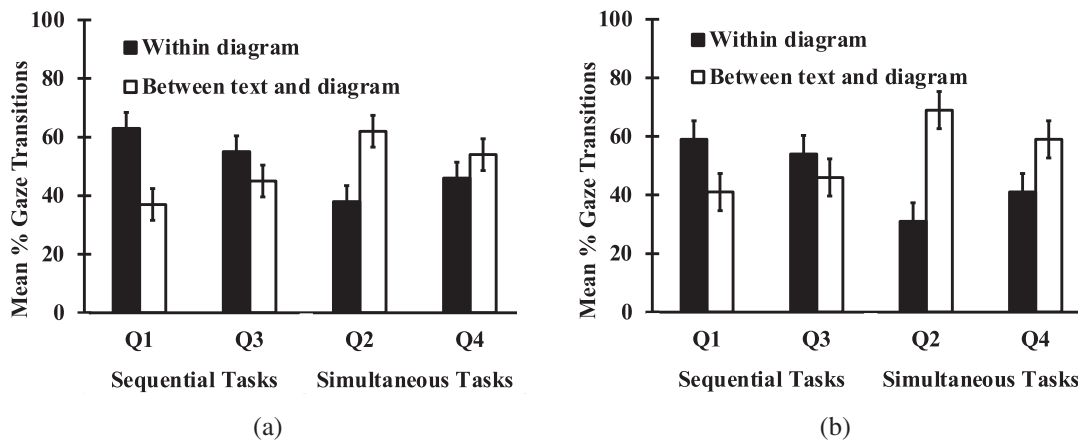 100
80
60
40
20
0
Mean % Gaze Transitions
Within diagram
Between text and diagram
Q1 Q3 Q2 Q4
Sequential Tasks Simultaneous Tasks
(a)
100
80
60
40
20
0
Mean % Gaze Transitions
Within diagram
Between text and diagram
Q1 Q3 Q2 Q4
Sequential Tasks Simultaneous Tasks
(b)